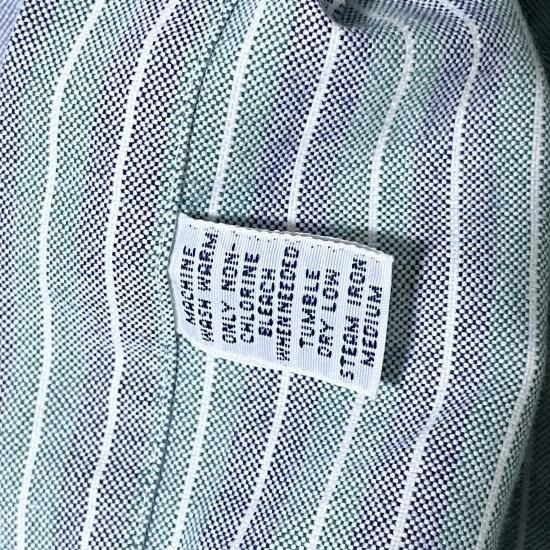 MACHINE
WASH WARM
ONLY NON-
CHLORINE
BLEACH
WHEN NEEDED
TUMBLE
DRY LOW
STEAM IRON
MEDIUM